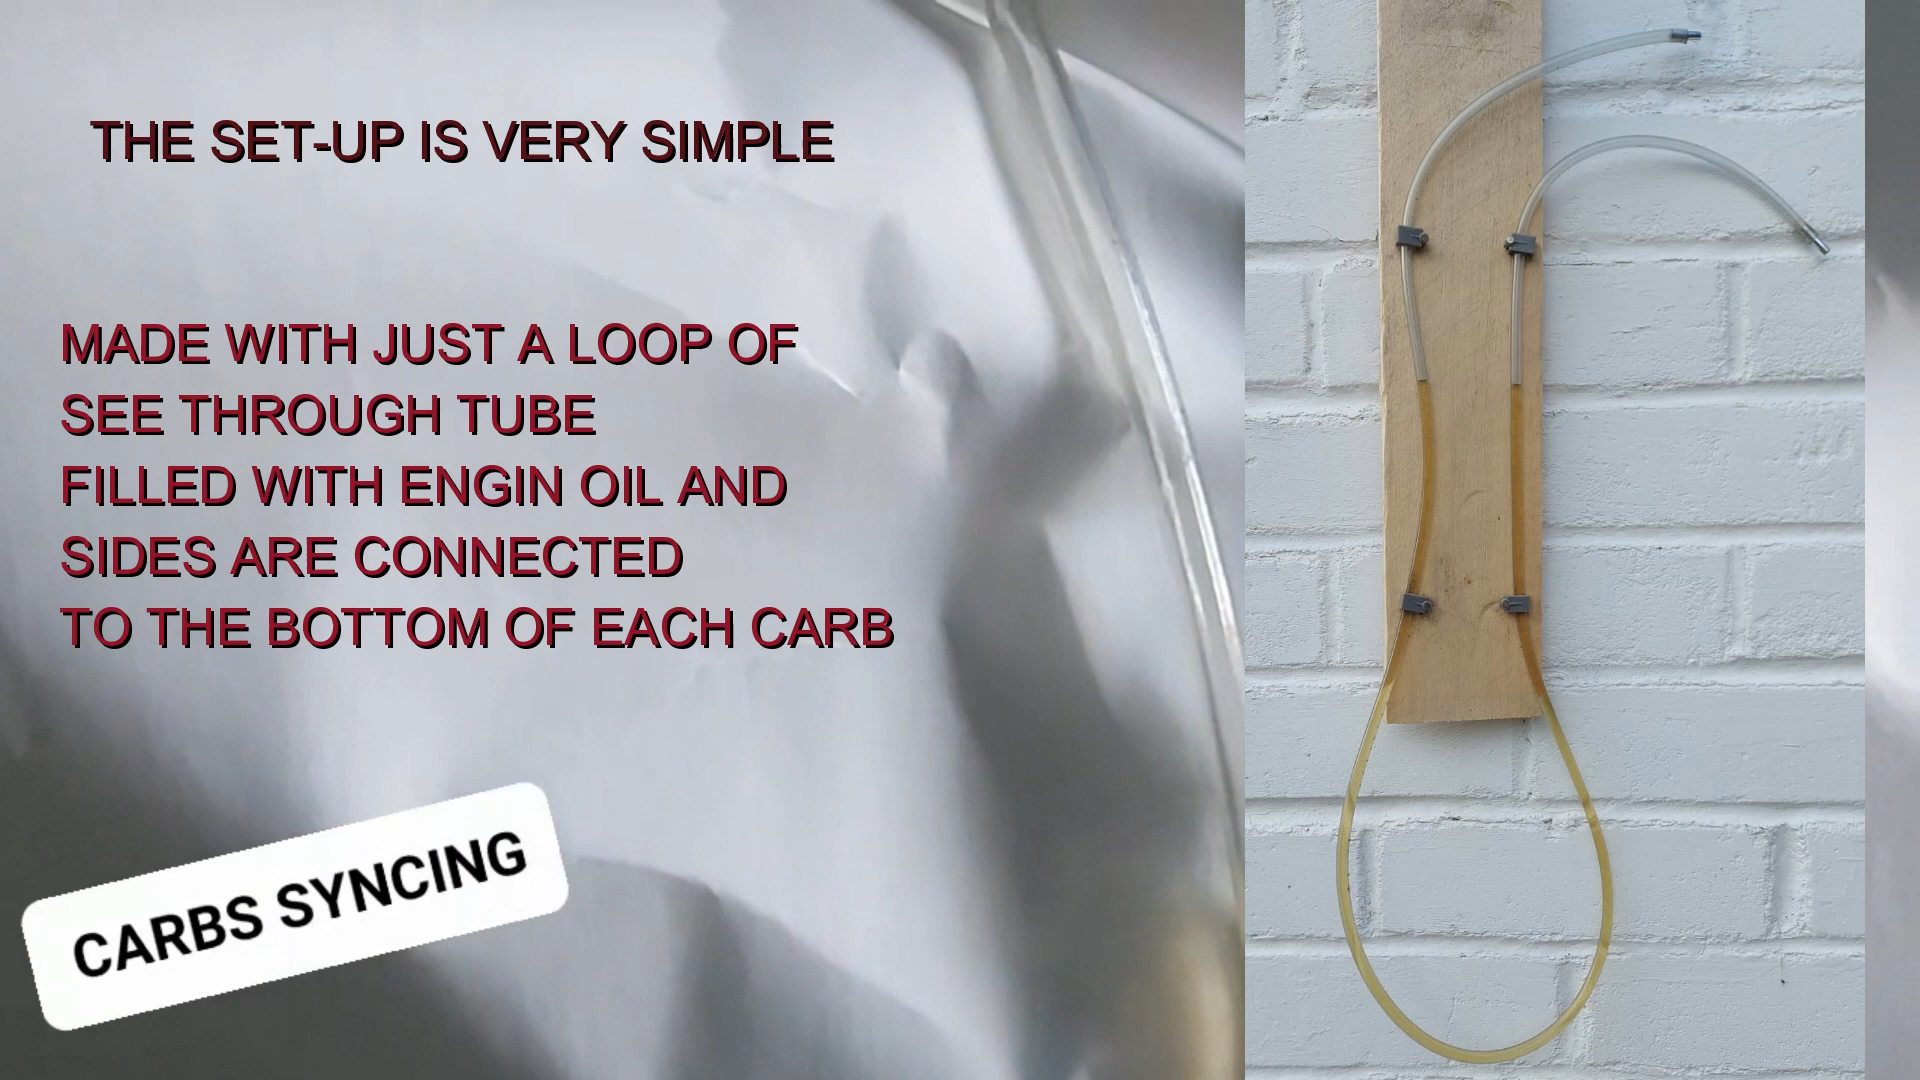 THE SET-UP IS VERY SIMPLE
MADE WITH JUST A LOOP OF
SEE THROUGH TUBE
FILLED WITH ENGIN OIL AND
SIDES ARE CONNECTED
TO THE BOTTOM OF EACH CARB
CARBS SYNCING